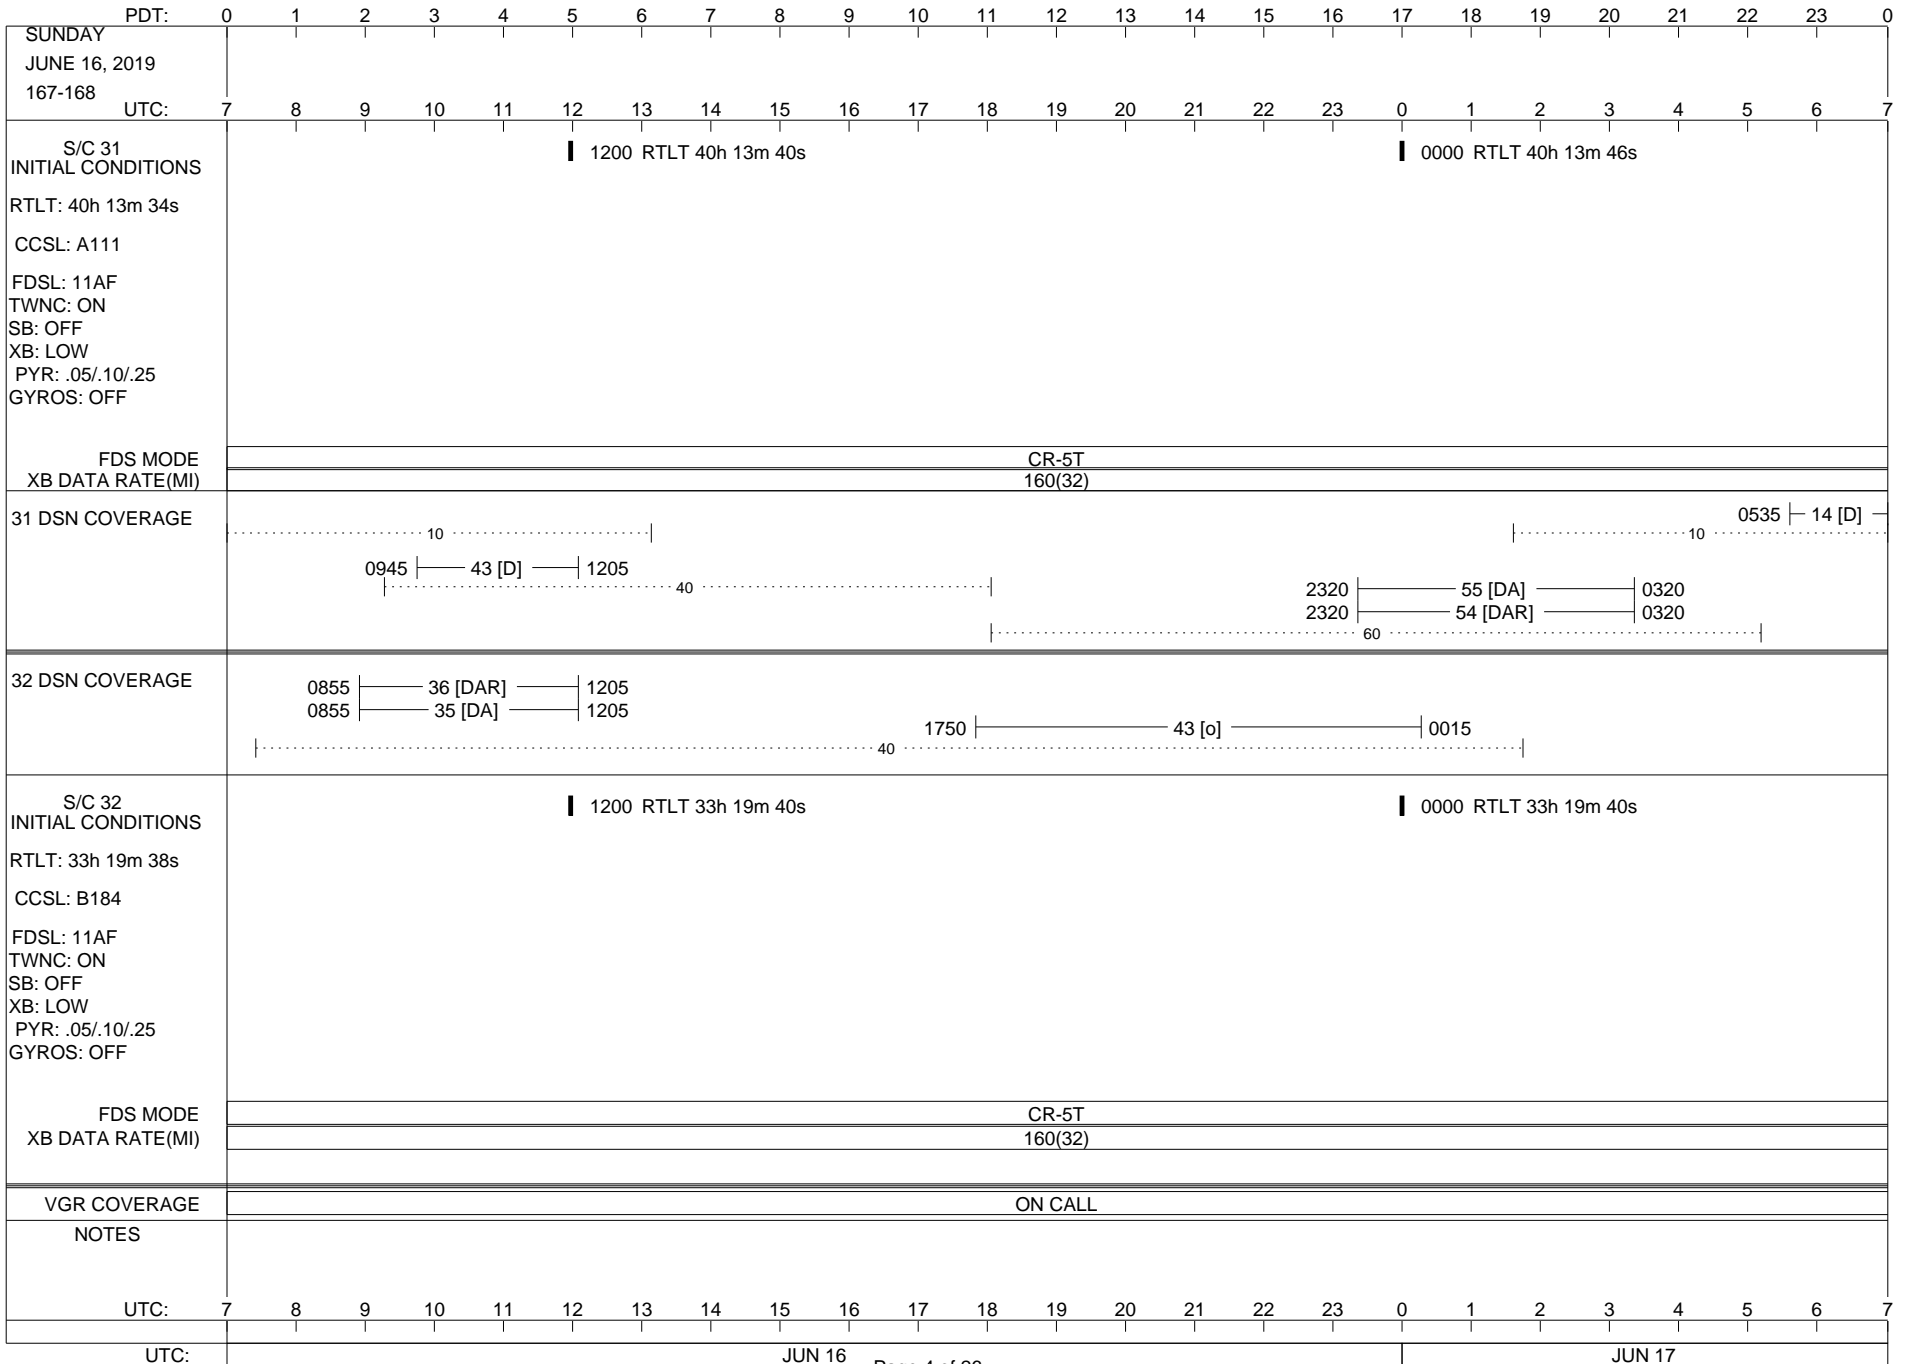 PDT: 0 1 2 3 4 5 6 7 8 9 10 11 12 13 14 15 16 17 18 19 20 21 22 23 0
SUNDAY
JUNE 16, 2019
167-168
UTC: 7 8 9 10 11 12 13 14 15 16 17 18 19 20 21 22 23 0 1 2 3 4 5 6 7
S/C 31
INITIAL CONDITIONS
1200 RTLT 40h 13m 40s
0000 RTLT 40h 13m 46s
RTLT: 40h 13m 34s
CCSL: A111
FDSL: 11AF
TWNC: ON
SB: OFF
XB: LOW
PYR: .05/.10/.25
GYROS: OFF
FDS MODE CR-5T
XB DATA RATE(MI) 160(32)
31 DSN COVERAGE
0535 14 [D]
10 10
0945 43 [D] 1205
40
2320 55 [DA] 0320
2320 54 [DAR] 0320
60
32 DSN COVERAGE
0855 36 [DAR] 1205
0855 35 [DA] 1205
1750 43 [o] 0015
40
S/C 32
INITIAL CONDITIONS
1200 RTLT 33h 19m 40s
0000 RTLT 33h 19m 40s
RTLT: 33h 19m 38s
CCSL: B184
FDSL: 11AF
TWNC: ON
SB: OFF
XB: LOW
PYR: .05/.10/.25
GYROS: OFF
FDS MODE CR-5T
XB DATA RATE(MI) 160(32)
VGR COVERAGE ON CALL
NOTES
UTC: 7 8 9 10 11 12 13 14 15 16 17 18 19 20 21 22 23 0 1 2 3 4 5 6 7
UTC: JUN 16 JUN 17